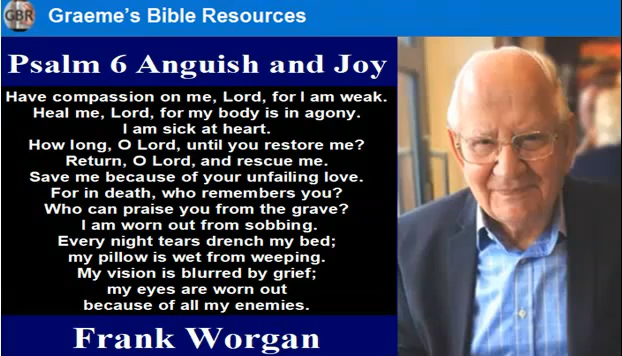 GBR
Graeme's Bible Resources
Psalm 6 Anguish and Joy
Have compassion on me, Lord, for I am weak.
Heal me, Lord, for my body is in agony.
I am sick at heart.
How long, O Lord, until you restore me?
Return, O Lord, and rescue me.
Save me because of your unfailing love.
For in death, who remembers you?
Who can praise you from the grave?
I am worn out from sobbing.
Every night tears drench my bed;
my pillow is wet from weeping.
My vision is blurred by grief;
my eyes are worn out
because of all my enemies.
Frank Worgan